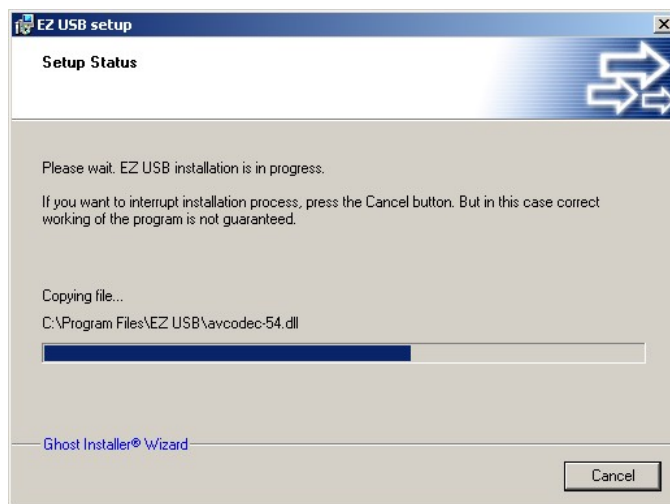 EZ USB setup
Setup Status
Please wait. EZ USB installation is in progress.
If you want to interrupt installation process, press the Cancel button. But in this case correct
working of the program is not guaranteed.
Copying file...
C:\Program Files\EZ USB\avcodec-54.dll
Ghost Installer® Wizard
Cancel